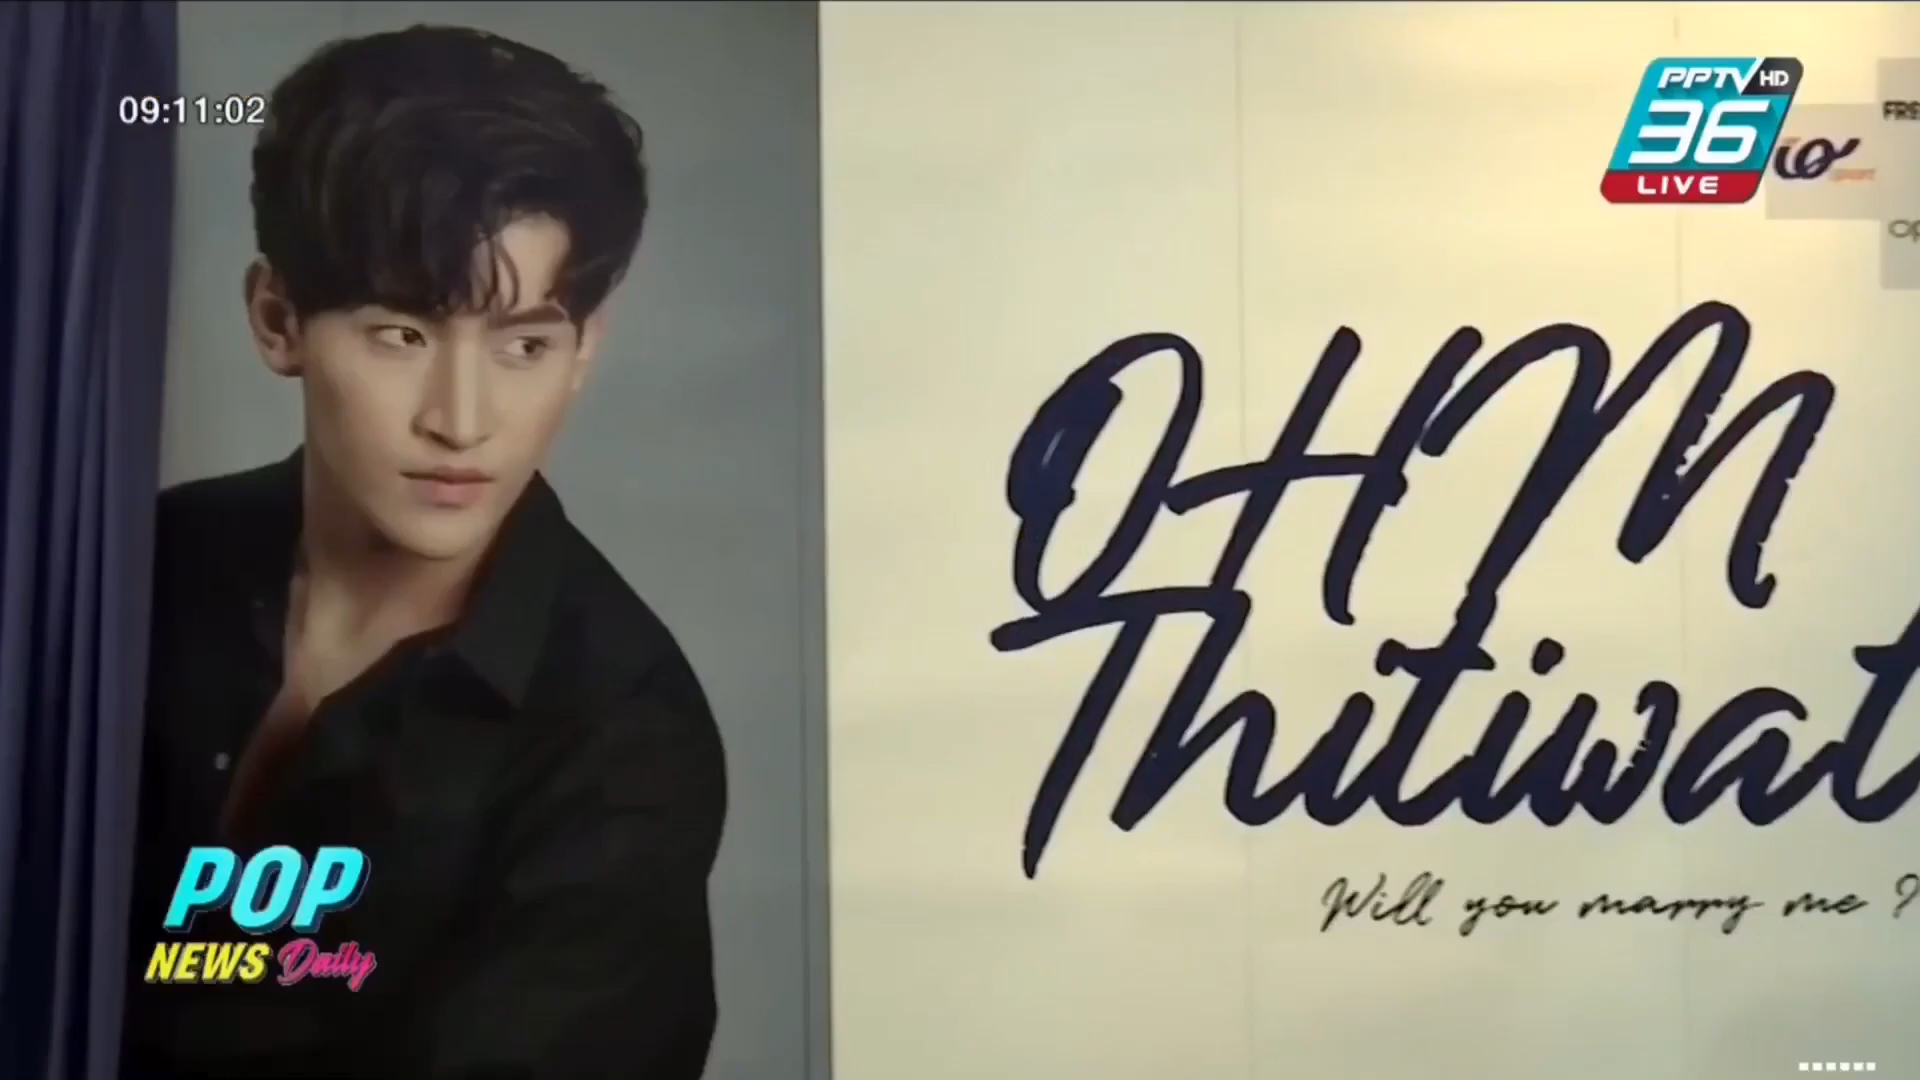 09:11:02
PPTV HD
36
LIVE
OHM
Thitiwat
Will you marry me ?
POP
NEWS Daily